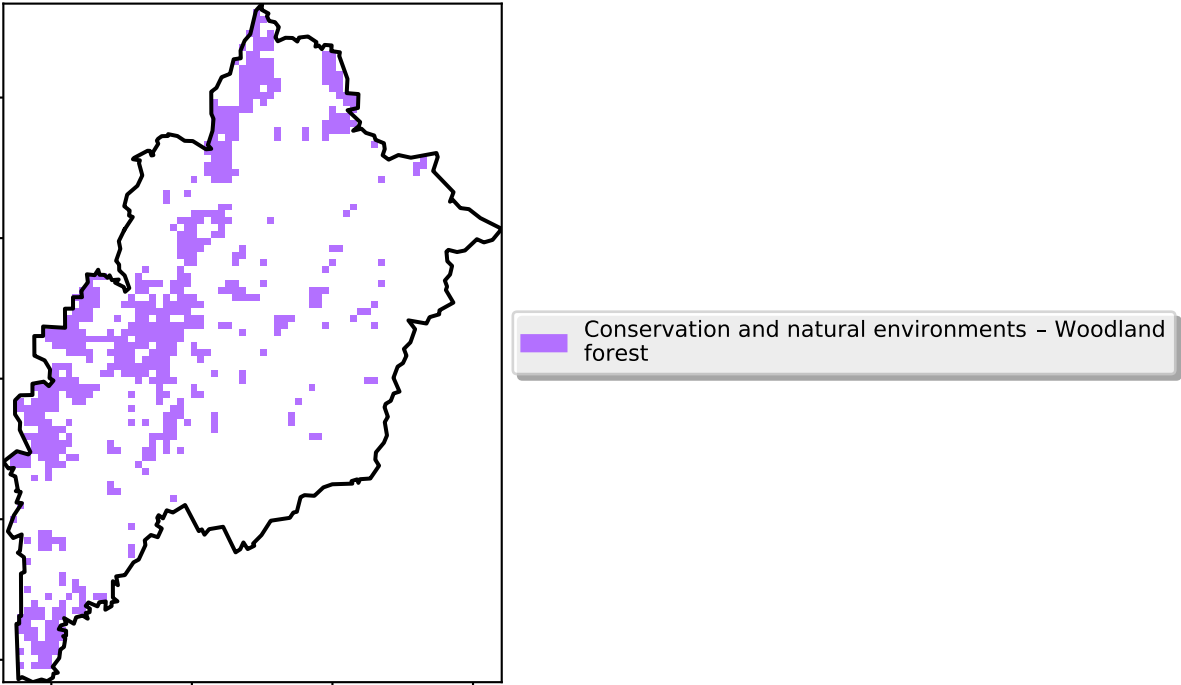 Conservation and natural environments – Woodland
forest